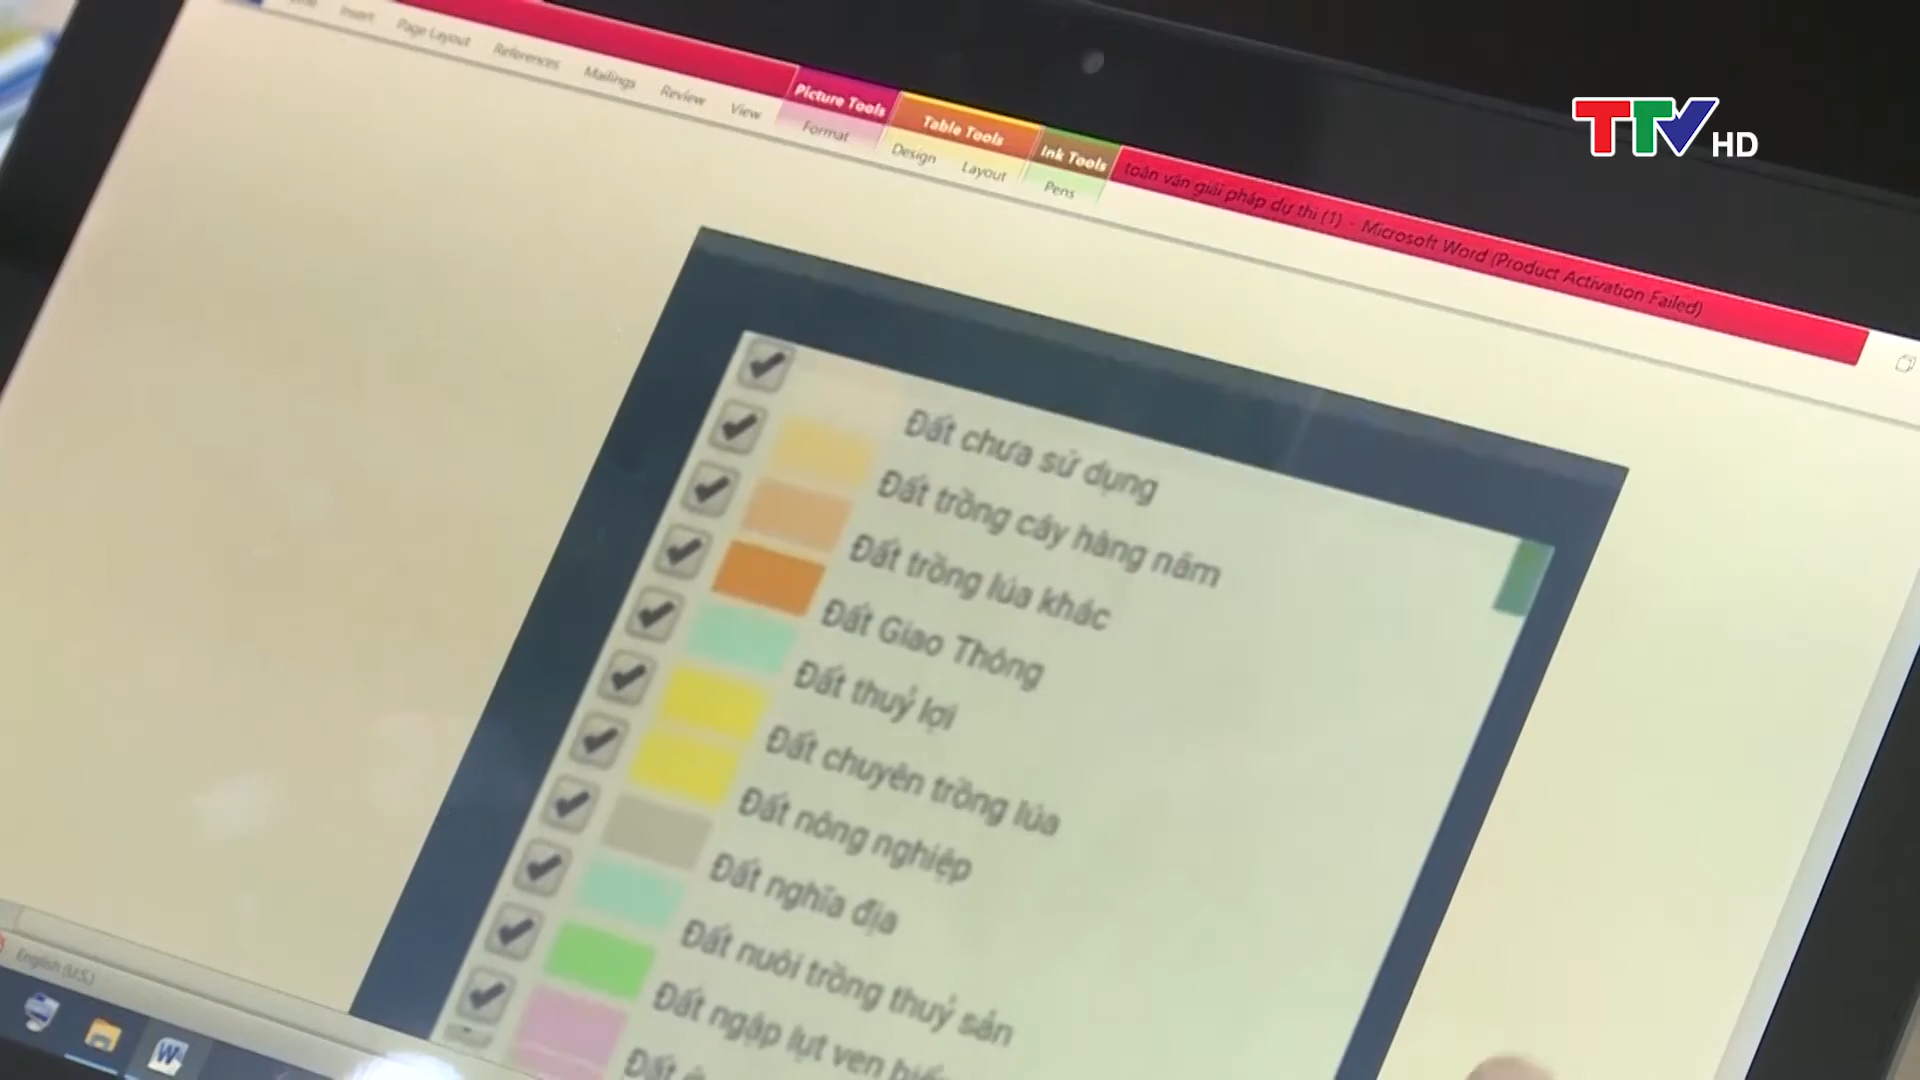 Insert Page Layout References Mailings Review View
Picture Tools
Format
Table Tools
Design Layout
Ink Tools
Pens
toàn văn giải pháp dự thi (1) - Microsoft Word (Product Activation Failed)
TTV HD
Đất chưa sử dụng
Đất trồng cây hàng năm
Đất trồng lúa khác
Đất Giao Thông
Đất thuỷ lợi
Đất chuyên trồng lúa
Đất nông nghiệp
Đất nghĩa địa
Đất nuôi trồng thuỷ sản
Đất ngập lụt ven
Đất
English (U.S.)